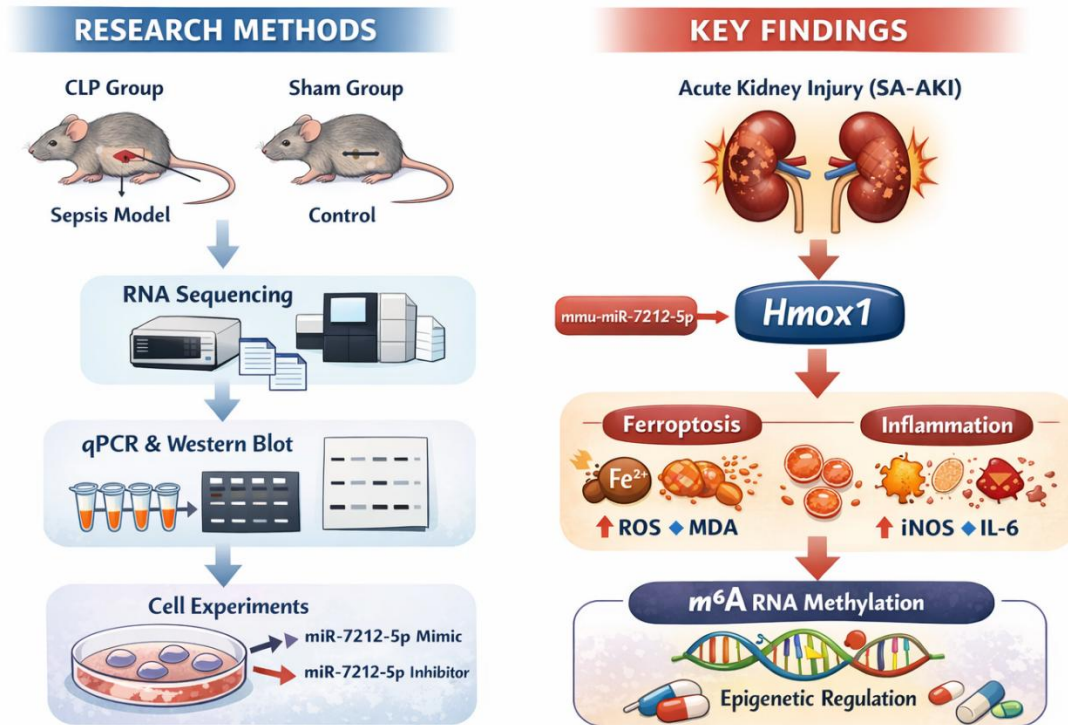 RESEARCH METHODS
CLP Group
Sham Group
Sepsis Model
Control
RNA Sequencing
qPCR & Western Blot
Cell Experiments
miR-7212-5p Mimic
miR-7212-5p Inhibitor
KEY FINDINGS
Acute Kidney Injury (SA-AKI)
mmu-miR-7212-5p
Hmox1
Ferroptosis
Inflammation
Fe²⁺
ROS ◆ MDA
iNOS ◆ IL-6
m⁶A RNA Methylation
Epigenetic Regulation